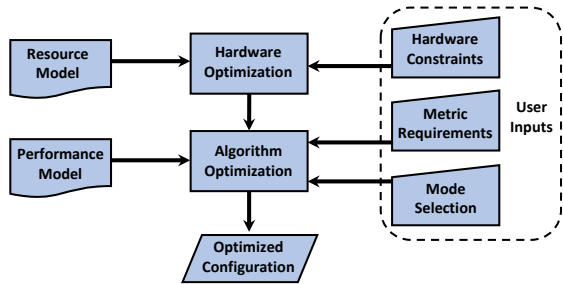 Resource
Model
Hardware
Optimization
Hardware
Constraints
Metric
Requirements
User
Inputs
Performance
Model
Algorithm
Optimization
Mode
Selection
Optimized
Configuration